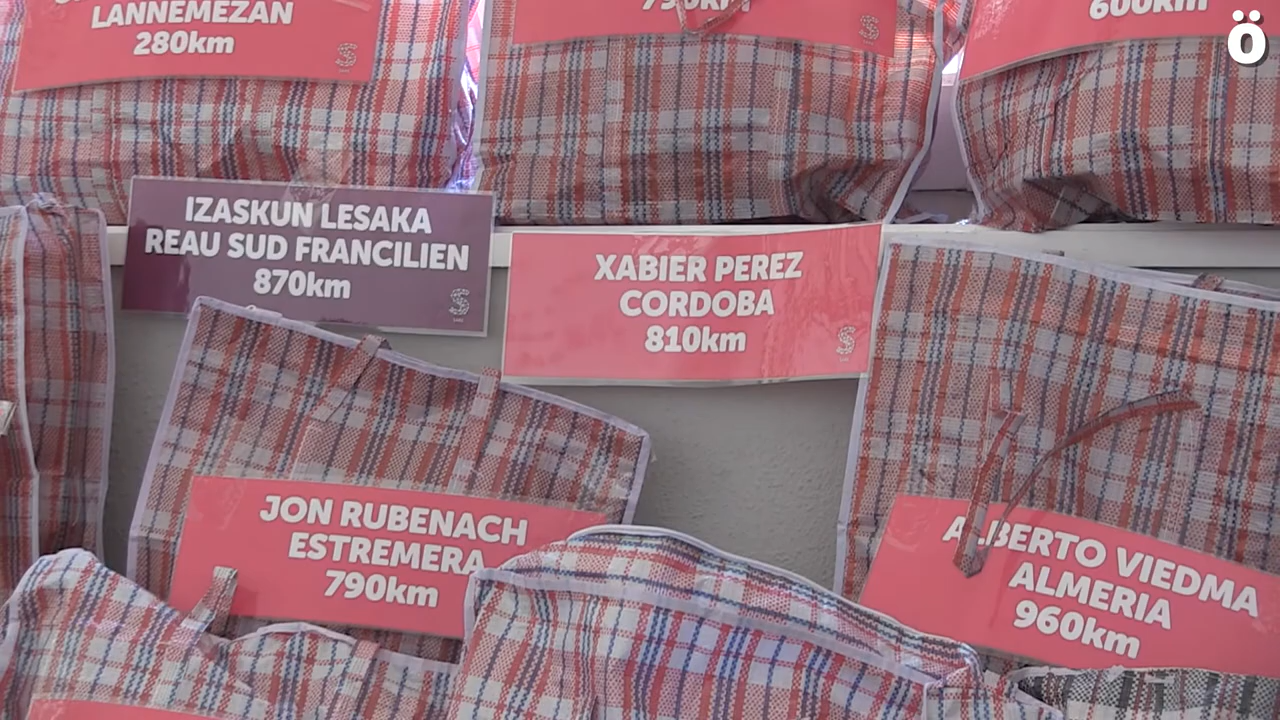 LANNEMEZAN
280km
600km
ö
IZASKUN LESAKA
REAU SUD FRANCILIEN
870km
XABIER PEREZ
CORDOBA
810km
JON RUBENACH
ESTREMERA
790km
ALBERTO VIEDMA
ALMERIA
960km